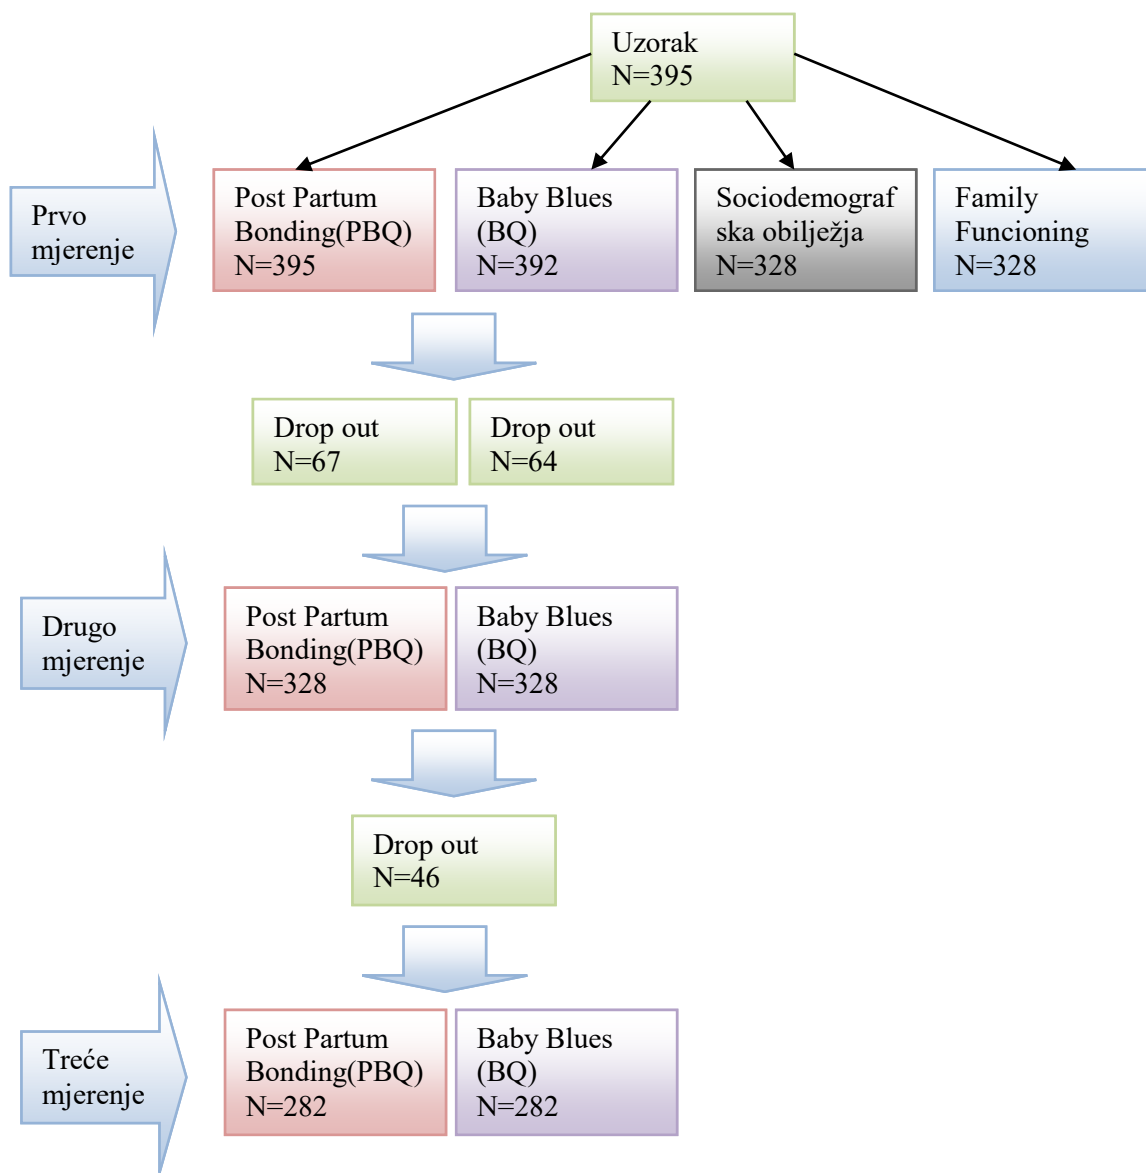 Uzorak
N=395
Prvo
mjerenje
Post Partum
Bonding(PBQ)
N=395
Baby Blues
(BQ)
N=392
Sociodemograf
ska obilježja
N=328
Family
Funcioning
N=328
Drop out
N=67
Drop out
N=64
Drugo
mjerenje
Post Partum
Bonding(PBQ)
N=328
Baby Blues
(BQ)
N=328
Drop out
N=46
Treće
mjerenje
Post Partum
Bonding(PBQ)
N=282
Baby Blues
(BQ)
N=282